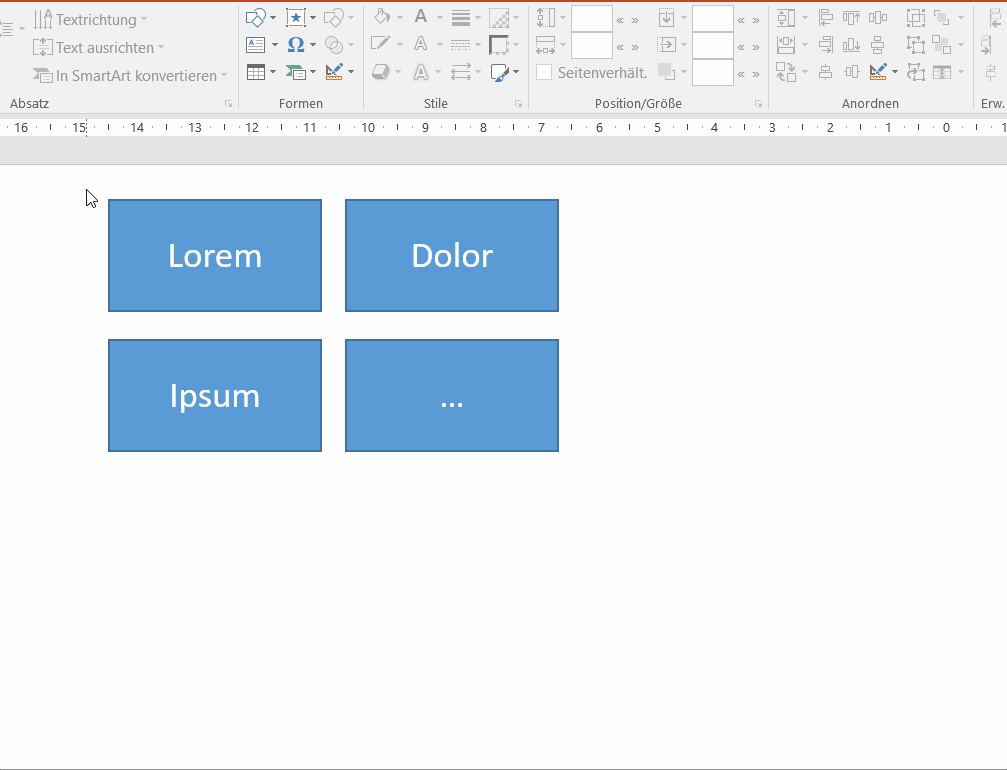 Textrichtung
Text ausrichten
In SmartArt konvertieren
Seitenverhält.
Absatz
Formen
Stile
Position/Größe
Anordnen
Erw.
16 15 14 13 12 11 10 9 8 7 6 5 4 3 2 1 0 1
Lorem
Dolor
Ipsum
...